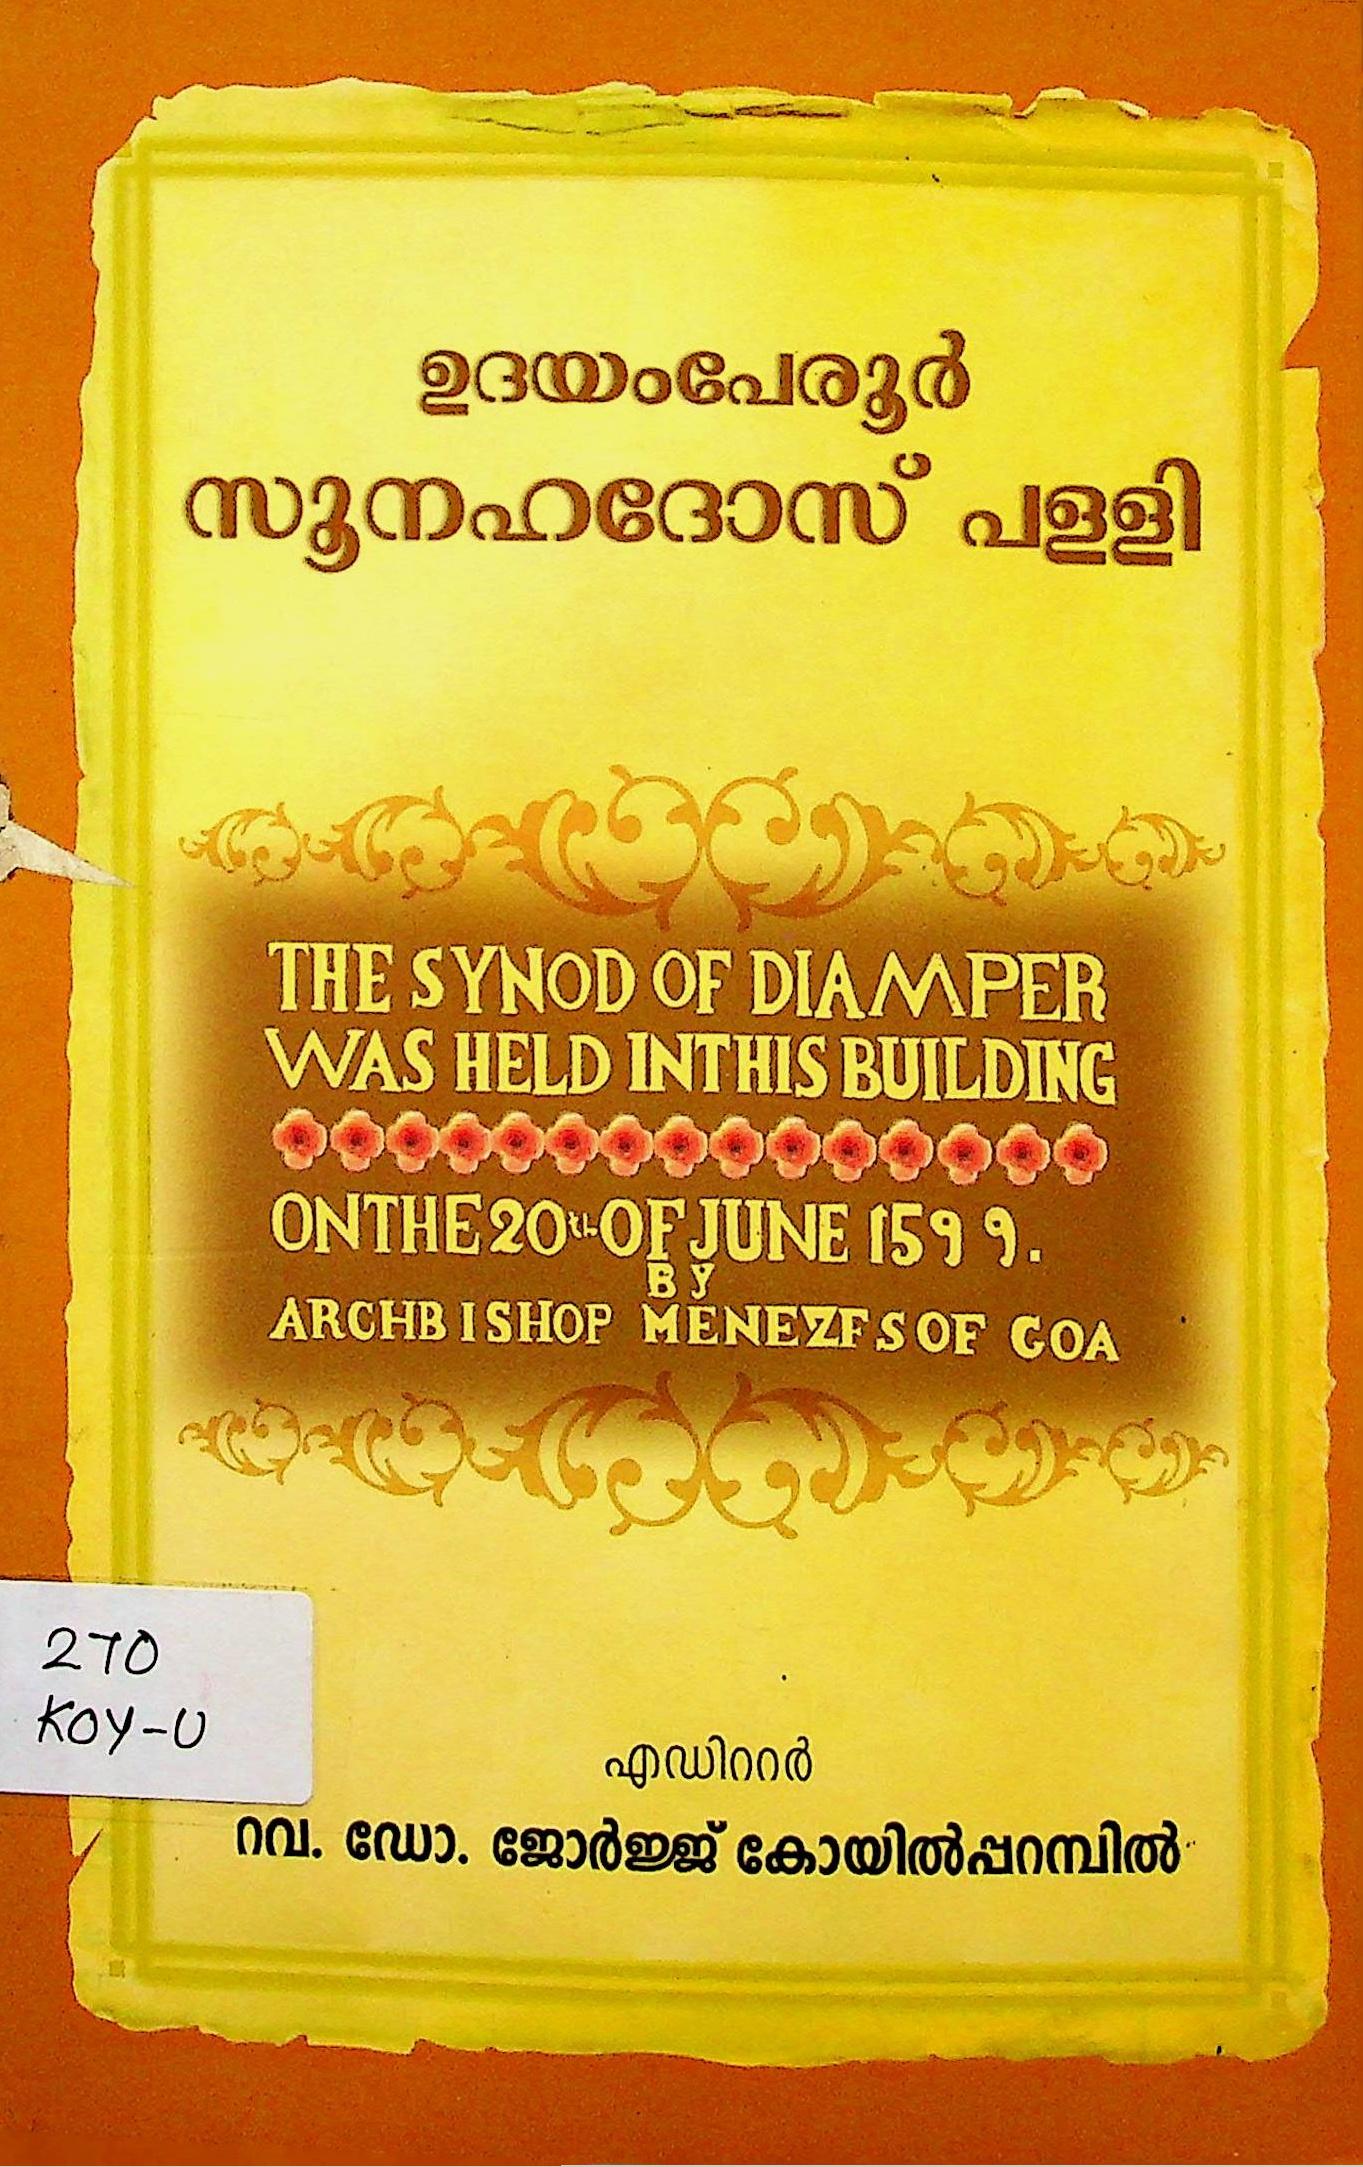 ഉദയംപേരൂർ
സൂനഹദോസ് പള്ളി
THE SYNOD OF DIAMPER
WAS HELD INTHIS BUILDING
ONTHE 20th OF JUNE 1599.
BY
ARCHBISHOP MENEZFS OF GOA
270
KOY-U
എഡിററർ
റവ. ഡോ. ജോർജ്ജ് കോയിൽപ്പറമ്പിൽ